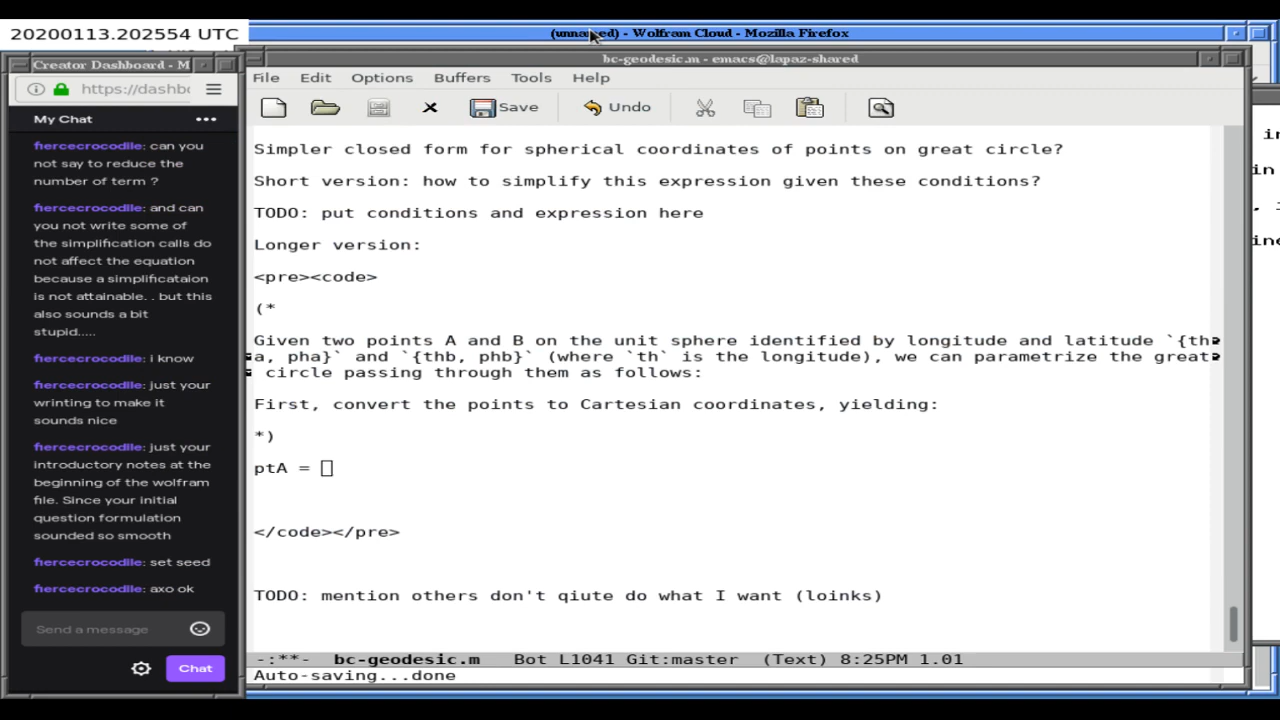 20200113.202554 UTC
(unna ed) - Wolfram Cloud - Mozilla Firefox
Creator Dashboard - M
https://dashb
My Chat
fiercecrocodile: can you
not say to reduce the
number of term ?
fiercecrocodile: and can
you not write some of
the simplification calls do
not affect the equation
because a simplificataion
is not attainable. . but this
also sounds a bit
stupid.....
fiercecrocodile: i know
fiercecrocodile: just your
wrinting to make it
sounds nice
fiercecrocodile: just your
introductory notes at the
beginning of the wolfram
file. Since your initial
question formulation
sounded so smooth
fiercecrocodile: set seed
fiercecrocodile: axo ok
Send a message
Chat
bc-geodesic.m - emacs@lapaz-shared
File Edit Options Buffers Tools Help
Save Undo
Simpler closed form for spherical coordinates of points on great circle?
Short version: how to simplify this expression given these conditions?
TODO: put conditions and expression here
Longer version:
<pre><code>
(*
Given two points A and B on the unit sphere identified by longitude and latitude `{th
a, pha}` and `{thb, phb}` (where `th` is the longitude), we can parametrize the great
circle passing through them as follows:
First, convert the points to Cartesian coordinates, yielding:
*)
ptA =
</code></pre>
TODO: mention others don't qiute do what I want (loinks)
-:**- bc-geodesic.m Bot L1041 Git:master (Text) 8:25PM 1.01
Auto-saving...done